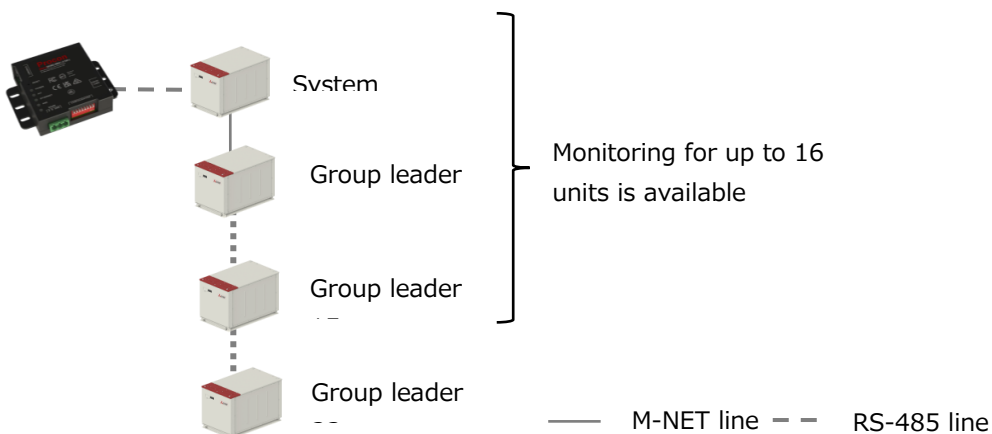 System
Group leader
Monitoring for up to 16
units is available
Group leader
Group leader
M-NET line
RS-485 line